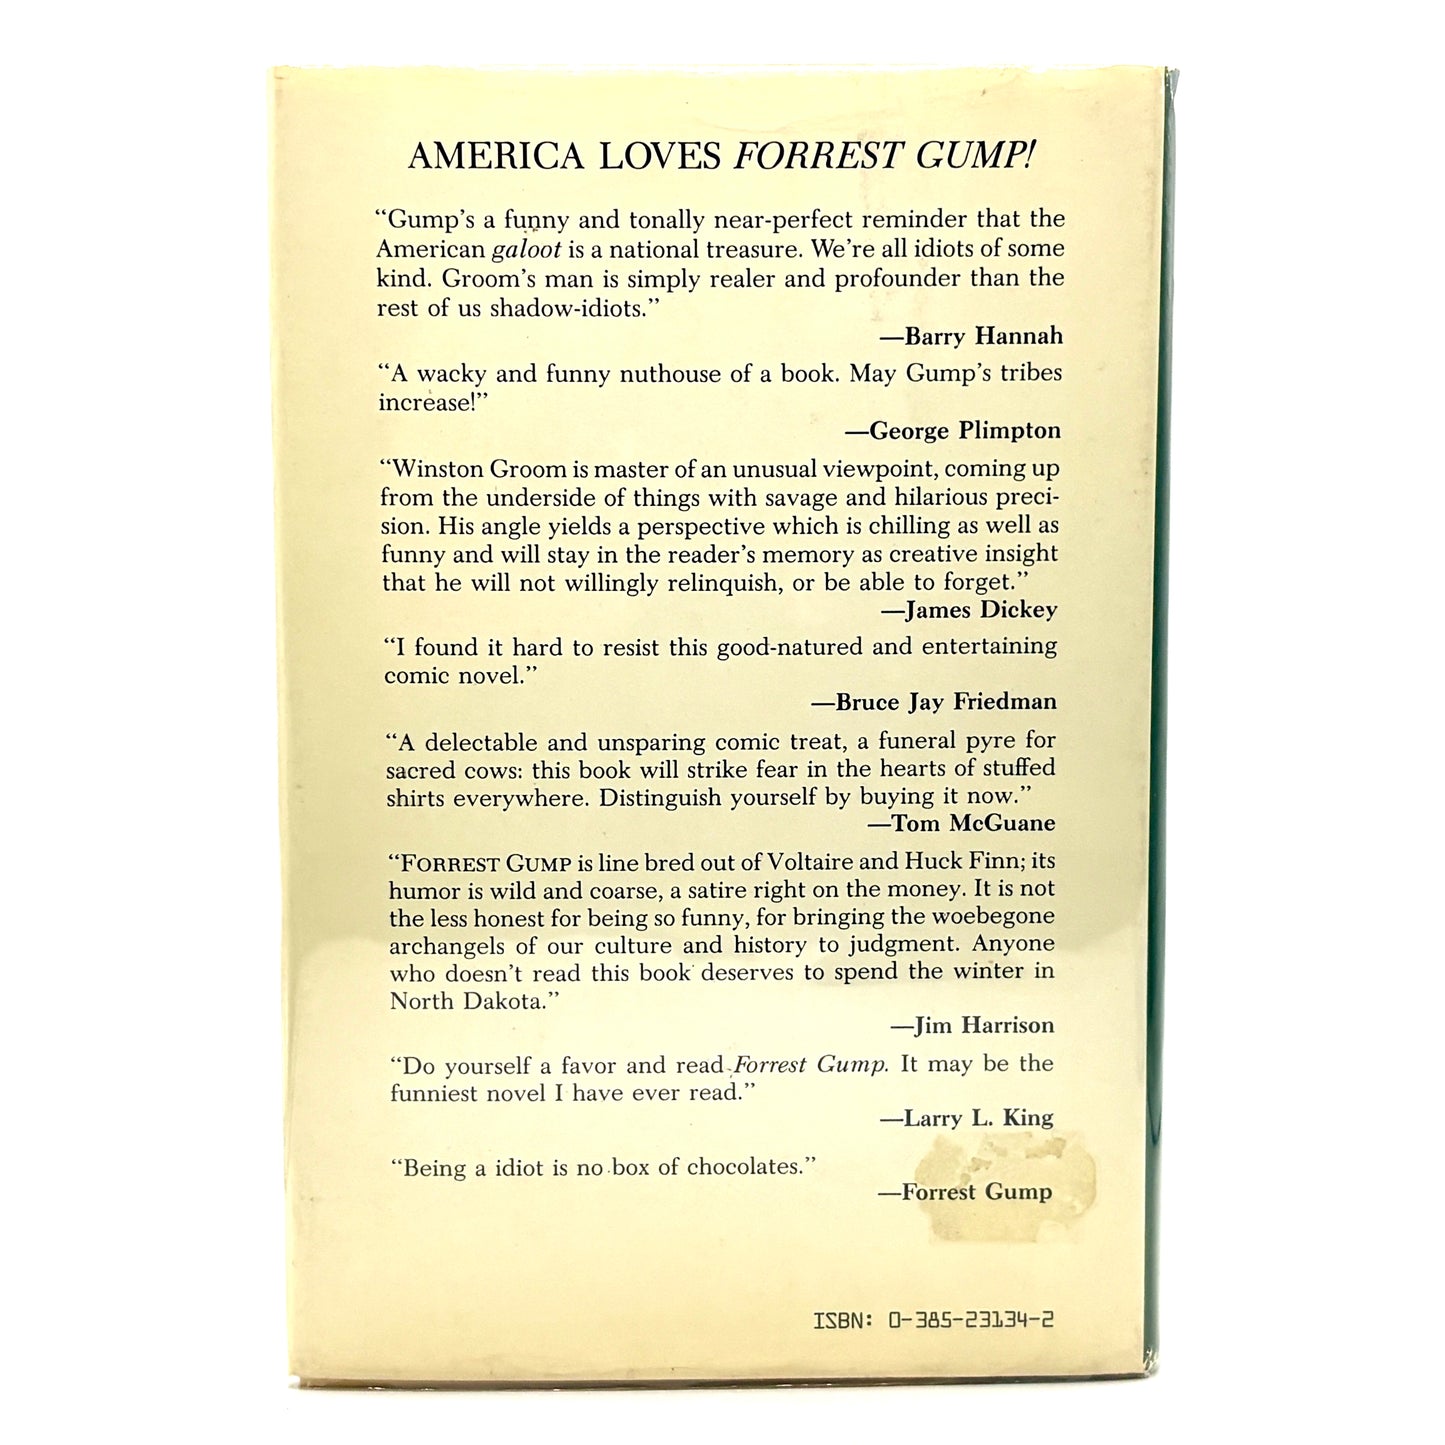 AMERICA LOVES FORREST GUMP!
“Gump’s a funny and tonally near-perfect reminder that the
American galoot is a national treasure. We’re all idiots of some
kind. Groom’s man is simply realer and profounder than the
rest of us shadow-idiots.”
—Barry Hannah
“A wacky and funny nuthouse of a book. May Gump’s tribes
increase!”
—George Plimpton
“Winston Groom is master of an unusual viewpoint, coming up
from the underside of things with savage and hilarious preci-
sion. His angle yields a perspective which is chilling as well as
funny and will stay in the reader’s memory as creative insight
that he will not willingly relinquish, or be able to forget.”
—James Dickey
“I found it hard to resist this good-natured and entertaining
comic novel.”
—Bruce Jay Friedman
“A delectable and unsparing comic treat, a funeral pyre for
sacred cows: this book will strike fear in the hearts of stuffed
shirts everywhere. Distinguish yourself by buying it now.”
—Tom McGuane
“FORREST GUMP is line bred out of Voltaire and Huck Finn; its
humor is wild and coarse, a satire right on the money. It is not
the less honest for being so funny, for bringing the woebegone
archangels of our culture and history to judgment. Anyone
who doesn’t read this book deserves to spend the winter in
North Dakota.”
—Jim Harrison
“Do yourself a favor and read Forrest Gump. It may be the
funniest novel I have ever read.”
—Larry L. King
“Being a idiot is no box of chocolates.”
—Forrest Gump
ISBN: 0-385-23134-2